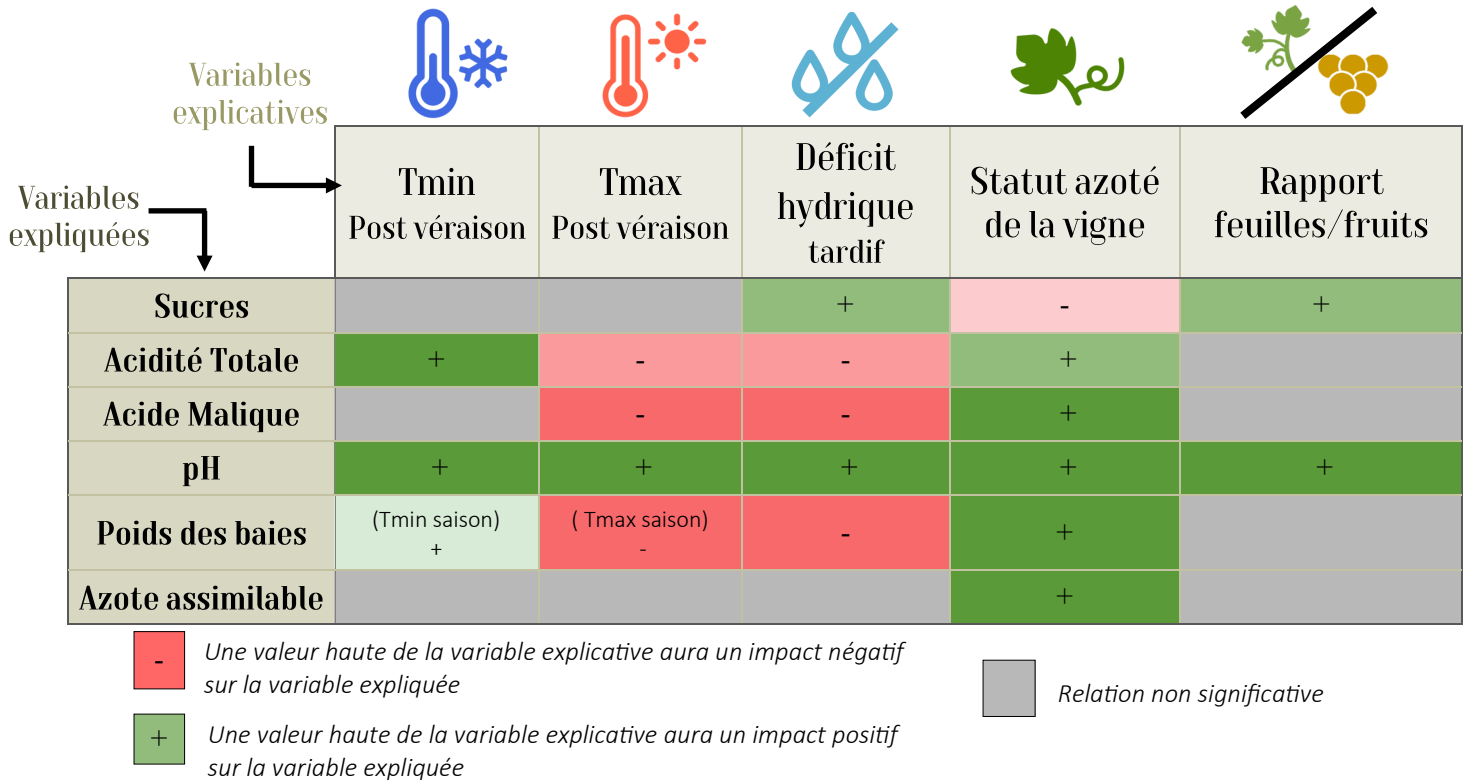 Variables
explicatives
Variables
expliquées
Tmin
Post véraison
Tmax
Post véraison
Déficit
hydrique
tardif
Statut azoté
de la vigne
Rapport
feuilles/fruits
Sucres
+
-
+
Acidité Totale
+
-
-
+
Acide Malique
-
-
+
pH
+
+
+
+
+
Poids des baies
(Tmin saison)
+
( Tmax saison)
-
-
+
Azote assimilable
+
-
Une valeur haute de la variable explicative aura un impact négatif
sur la variable expliquée
Relation non significative
+
Une valeur haute de la variable explicative aura un impact positif
sur la variable expliquée